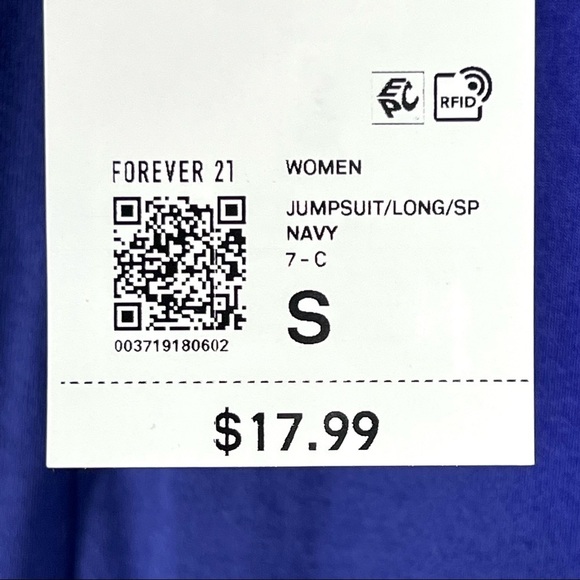 EPC
RFID
FOREVER 21
WOMEN
JUMPSUIT/LONG/SP
NAVY
7-C
S
003719180602
$17.99